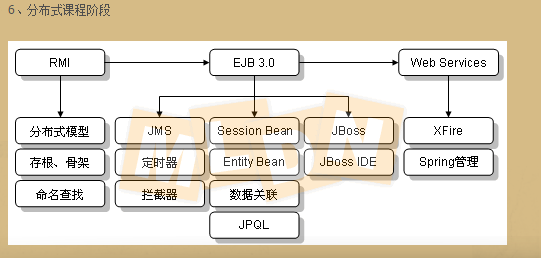 6、分布式课程阶段
RMI
EJB 3.0
Web Services
分布式模型
JMS
Session Bean
JBoss
XFire
存根、骨架
定时器
Entity Bean
JBoss IDE
Spring管理
命名查找
拦截器
数据关联
JPQL